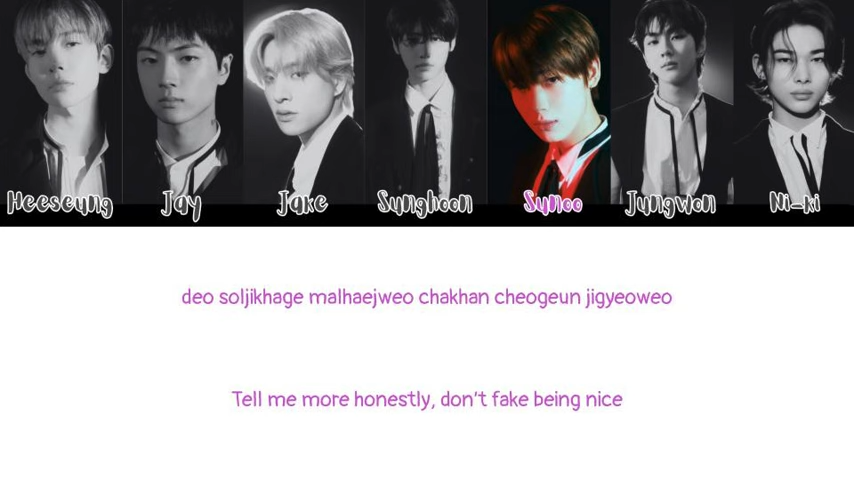 Heeseung Jay Jake Sunghoon Sunoo Jungwon Ni-ki
deo soljikhage malhaejweo chakhan cheogeun jigyeoweo
Tell me more honestly, don't fake being nice